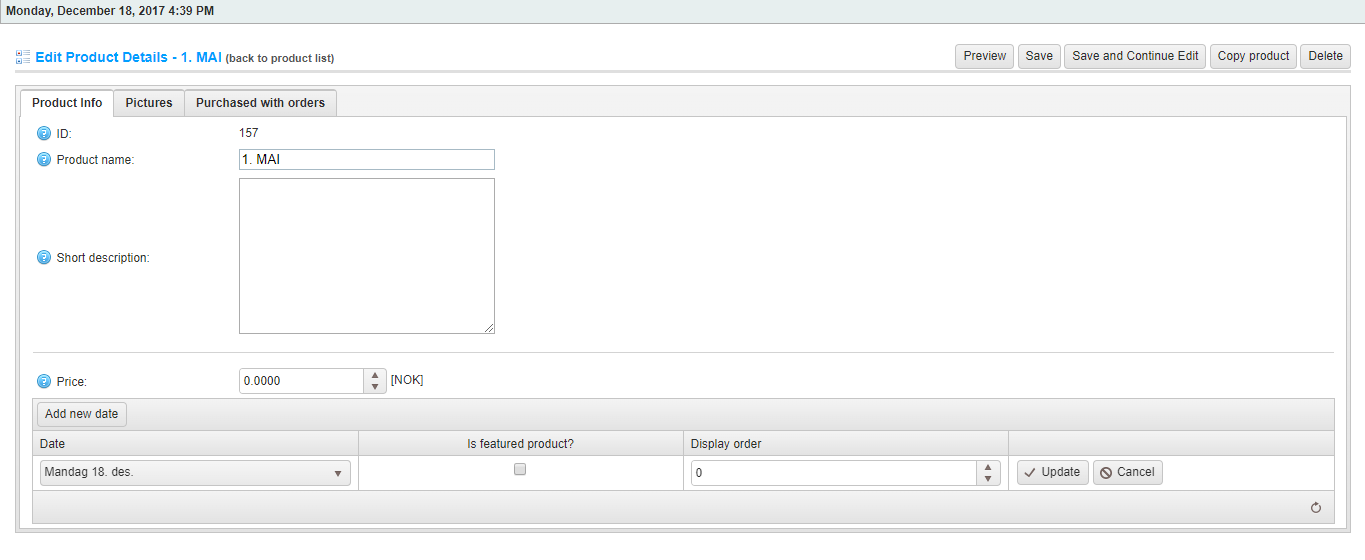 Monday, December 18, 2017 4:39 PM
Edit Product Details - 1. MAI (back to product list)
Preview Save Save and Continue Edit Copy product Delete
Product Info Pictures Purchased with orders
? ID: 157
? Product name: 1. MAI
? Short description:
? Price: 0.0000 [NOK]
Add new date
Date Is featured product? Display order
Mandag 18. des. 0 Update Cancel